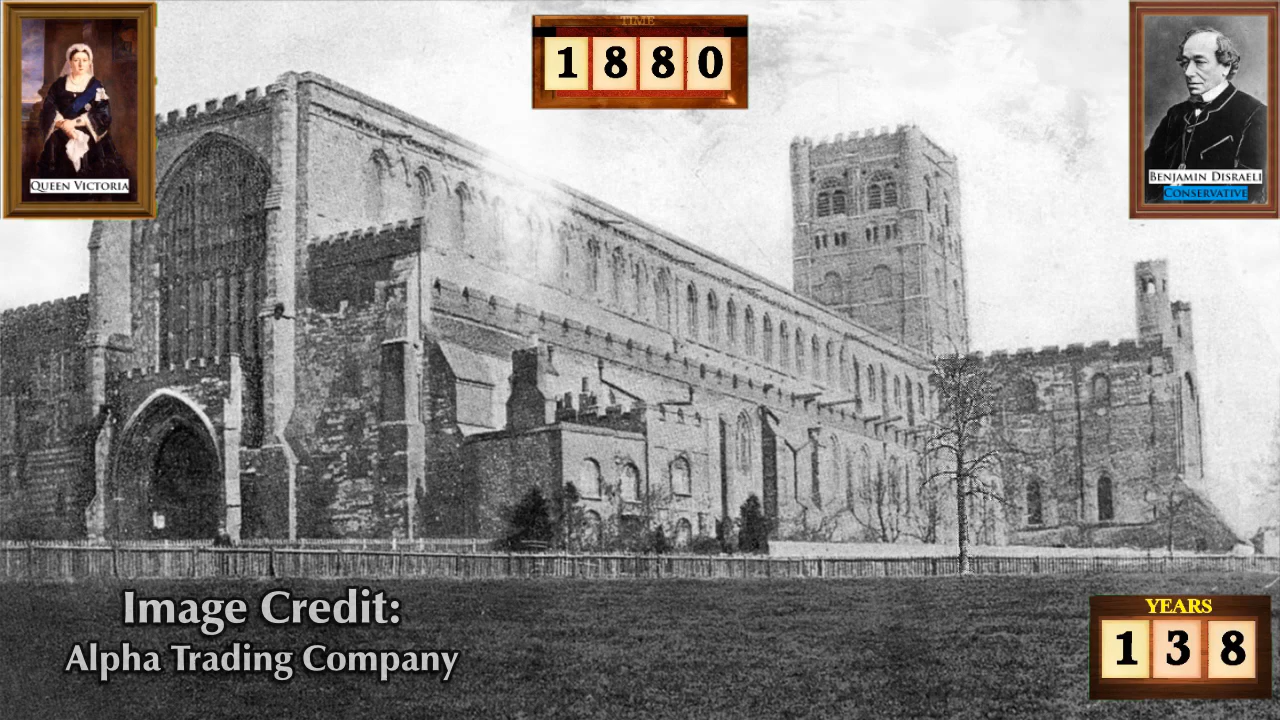 TIME
1880
QUEEN VICTORIA
BENJAMIN DISRAELI
CONSERVATIVE
Image Credit:
Alpha Trading Company
YEARS
138